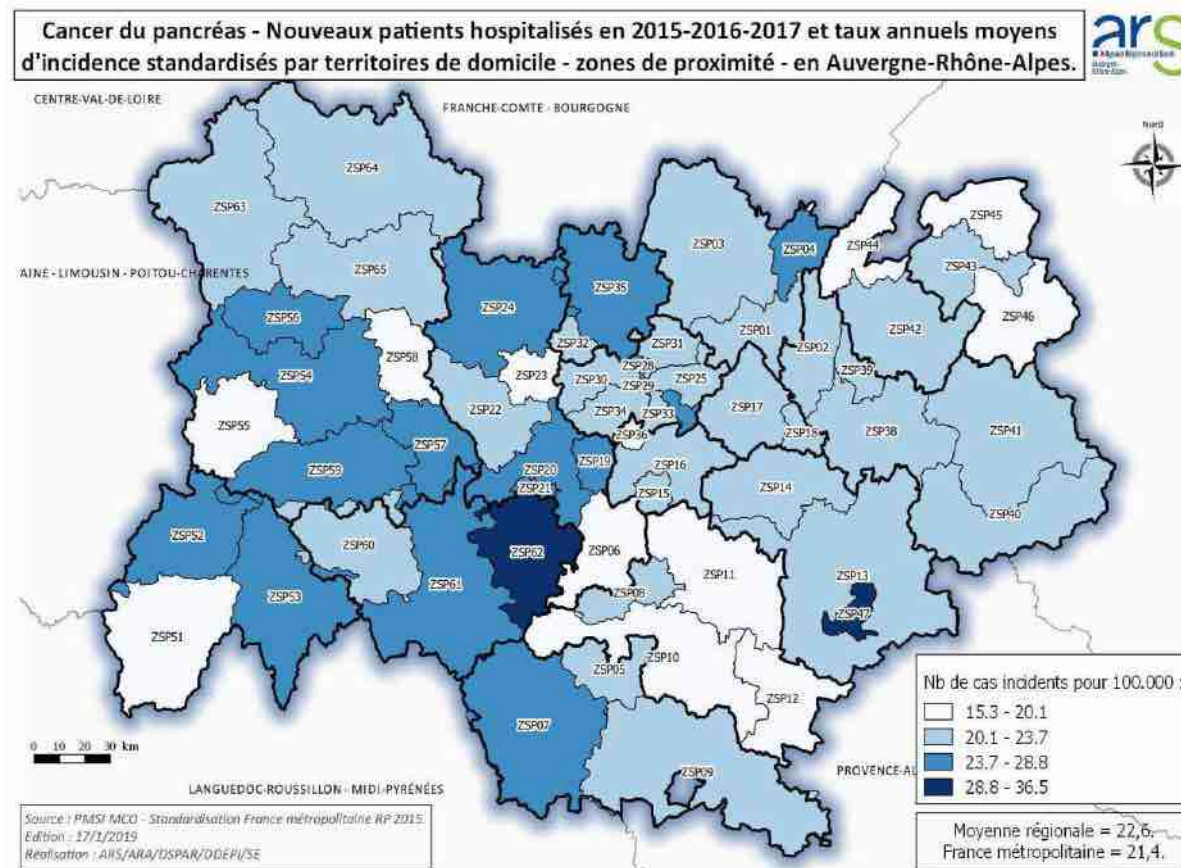 Cancer du pancréas - Nouveaux patients hospitalisés en 2015-2016-2017 et taux annuels moyens
d'incidence standardisés par territoires de domicile - zones de proximité - en Auvergne-Rhône-Alpes.
ars
CENTRE-VAL-DE-LOIRE
FRANCHE-COMTE - BOURGOGNE
Nord
ZSP64
ZSP63
ZSP45
ZSP03
ZSP04
ZSP44
ZSP43
AINE - LIMOUSIN - POITOU-CHARENTES
ZSP65
ZSP24
ZSP35
ZSP46
ZSP56
ZSP01
ZSP42
ZSP58
ZSP32
ZSP31
ZSP02
ZSP54
ZSP23
ZSP30
ZSP28
ZSP29
ZSP25
ZSP39
ZSP22
ZSP34
ZSP33
ZSP17
ZSP55
ZSP36
ZSP18
ZSP38
ZSP41
ZSP57
ZSP59
ZSP20
ZSP19
ZSP16
ZSP21
ZSP15
ZSP14
ZSP40
ZSP52
ZSP60
ZSP62
ZSP06
ZSP11
ZSP13
ZSP53
ZSP61
ZSP08
ZSP47
ZSP51
ZSP05
ZSP10
ZSP12
ZSP07
ZSP09
Nb de cas incidents pour 100.000 :
15.3 - 20.1
20.1 - 23.7
23.7 - 28.8
28.8 - 36.5
0 10 20 30 km
PROVENCE-AL
LANGUEDOC-ROUSSILLON - MIDI-PYRÉNÉES
Source : PMSI MCO - Standardisation France métropolitaine RP 2015.
Edition : 17/1/2019
Réalisation : ARS/ARA/DSPAR/DDEPI/SE
Moyenne régionale = 22,6.
France métropolitaine = 21,4.